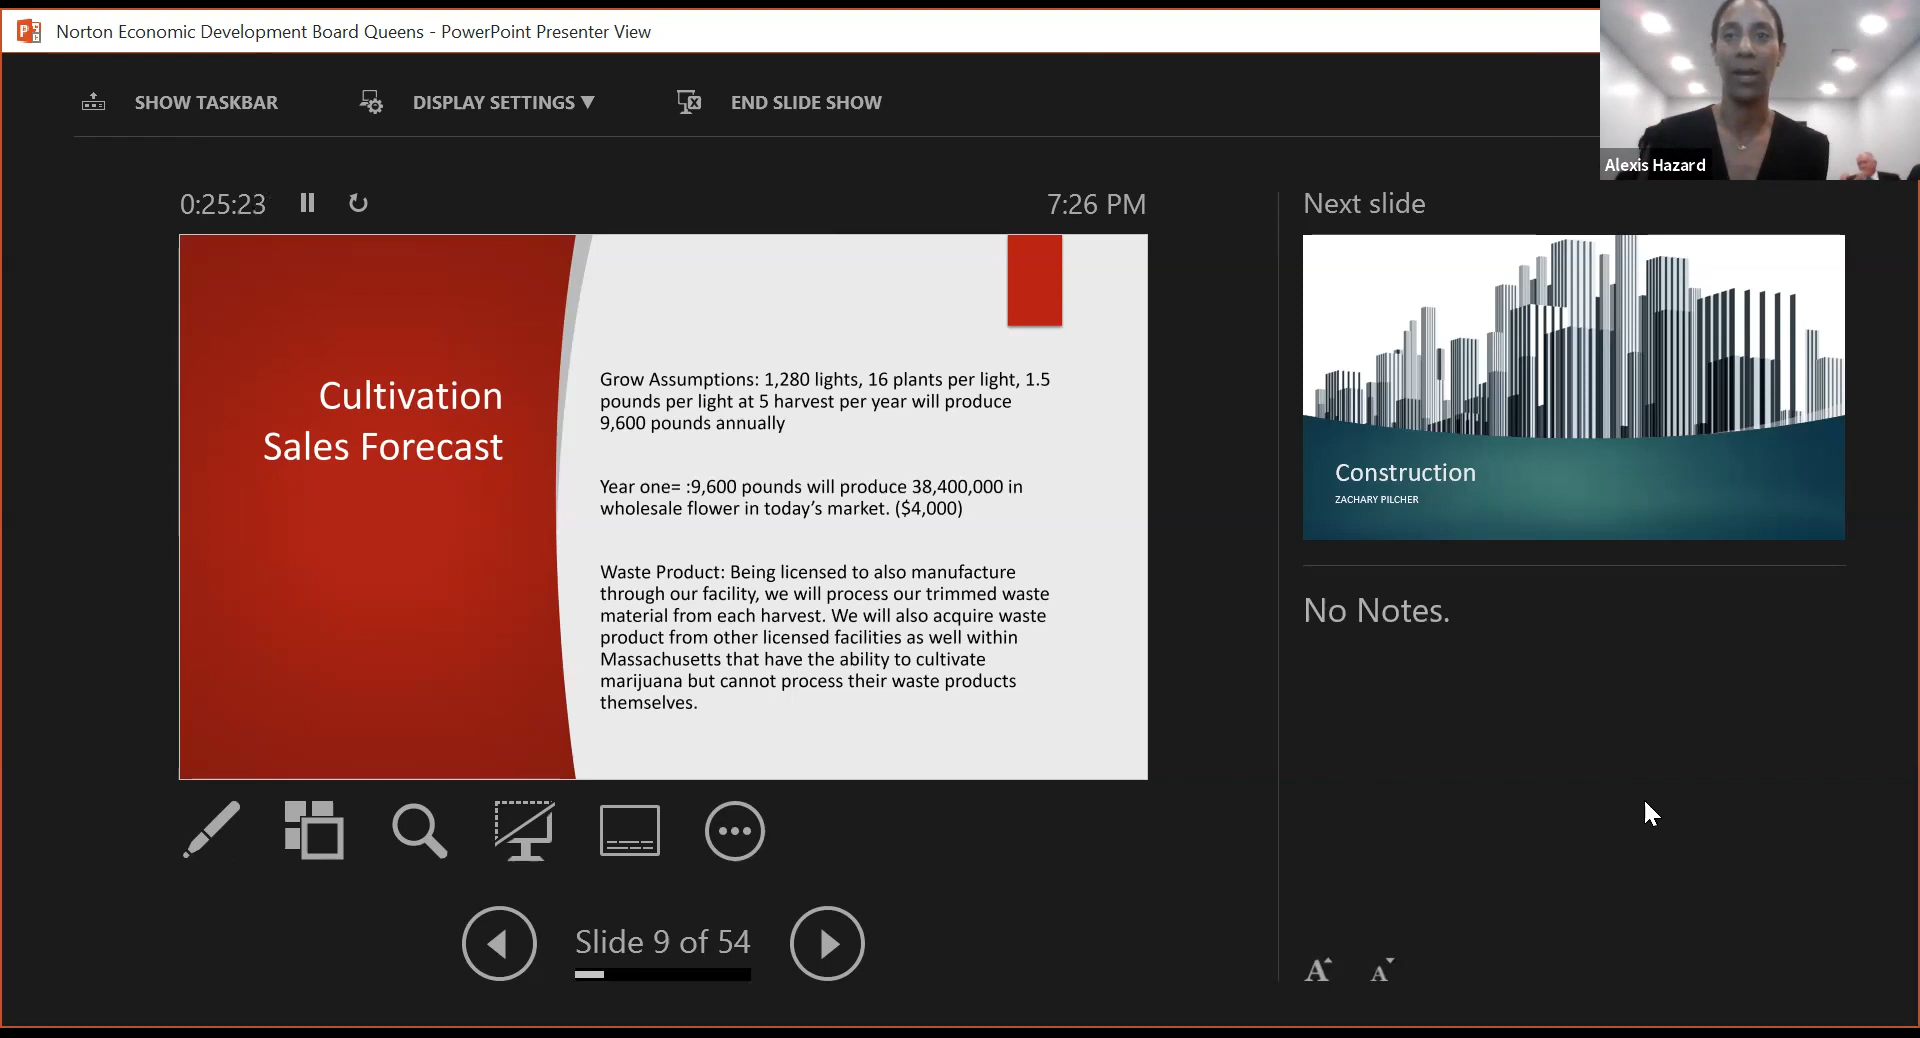 Norton Economic Development Board Queens - PowerPoint Presenter View
SHOW TASKBAR
DISPLAY SETTINGS ▼
END SLIDE SHOW
Alexis Hazard
0:25:23
7:26 PM
Next slide
Cultivation
Sales Forecast
Grow Assumptions: 1,280 lights, 16 plants per light, 1.5
pounds per light at 5 harvest per year will produce
9,600 pounds annually
Year one= :9,600 pounds will produce 38,400,000 in
wholesale flower in today’s market. ($4,000)
Waste Product: Being licensed to also manufacture
through our facility, we will process our trimmed waste
material from each harvest. We will also acquire waste
product from other licensed facilities as well within
Massachusetts that have the ability to cultivate
marijuana but cannot process their waste products
themselves.
Construction
ZACHARY PILCHER
No Notes.
Slide 9 of 54
A A